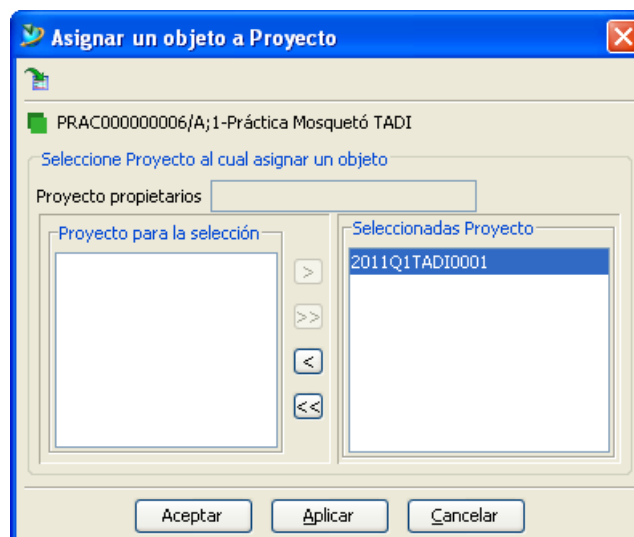 Asignar un objeto a Proyecto
PRAC000000006/A;1-Práctica Mosquetó TADI
Seleccione Proyecto al cual asignar un objeto
Proyecto propietarios
Proyecto para la selección
Seleccionadas Proyecto
2011Q1TADI0001
>
>>
<
<<
Aceptar
Aplicar
Cancelar